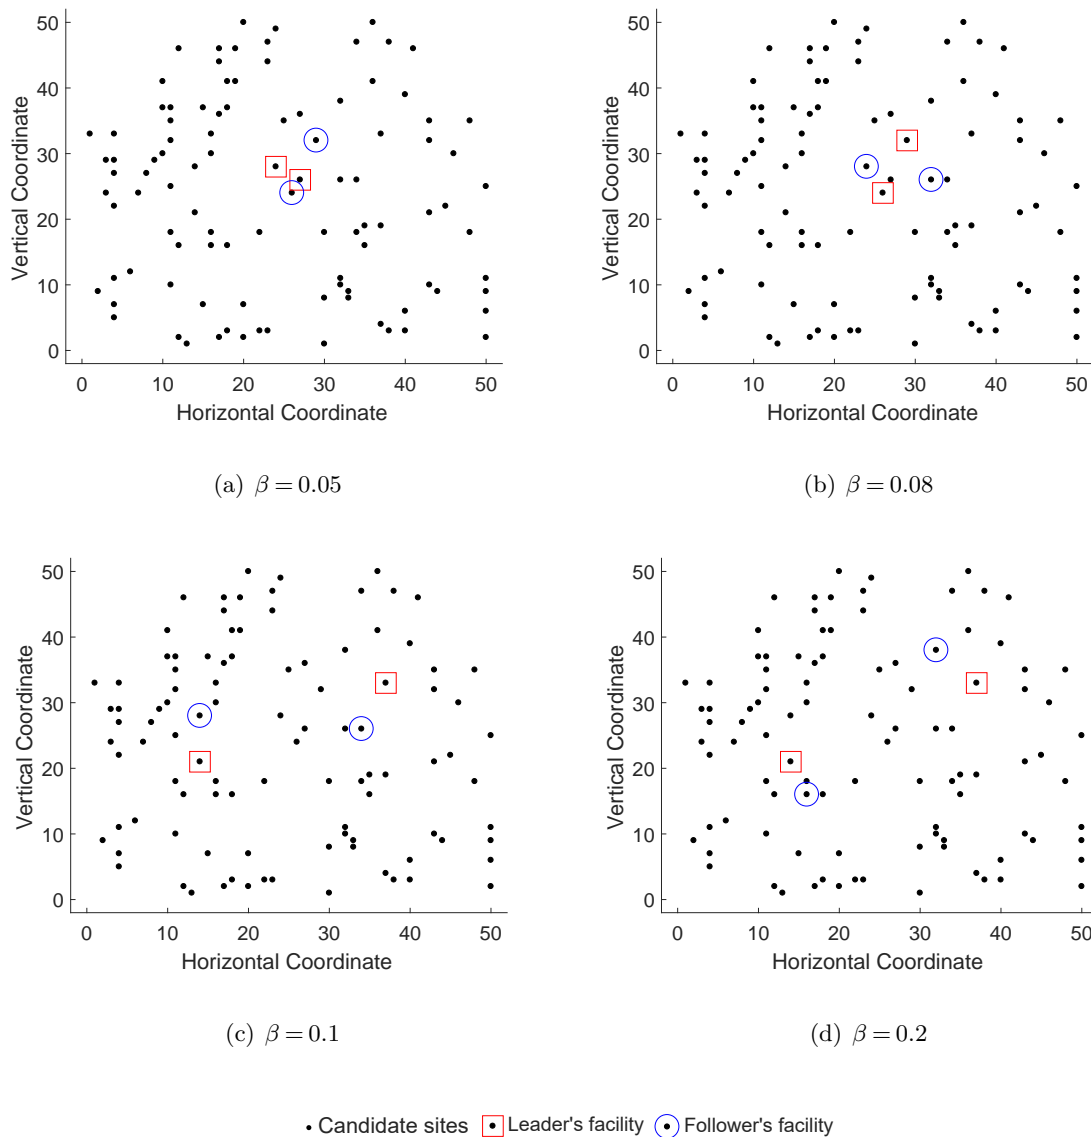 50
40
30
20
10
0
Vertical Coordinate
0 10 20 30 40 50
Horizontal Coordinate
(a) β = 0.05
50
40
30
20
10
0
Vertical Coordinate
0 10 20 30 40 50
Horizontal Coordinate
(b) β = 0.08
50
40
30
20
10
0
Vertical Coordinate
0 10 20 30 40 50
Horizontal Coordinate
(c) β = 0.1
50
40
30
20
10
0
Vertical Coordinate
0 10 20 30 40 50
Horizontal Coordinate
(d) β = 0.2
Candidate sites Leader's facility Follower's facility